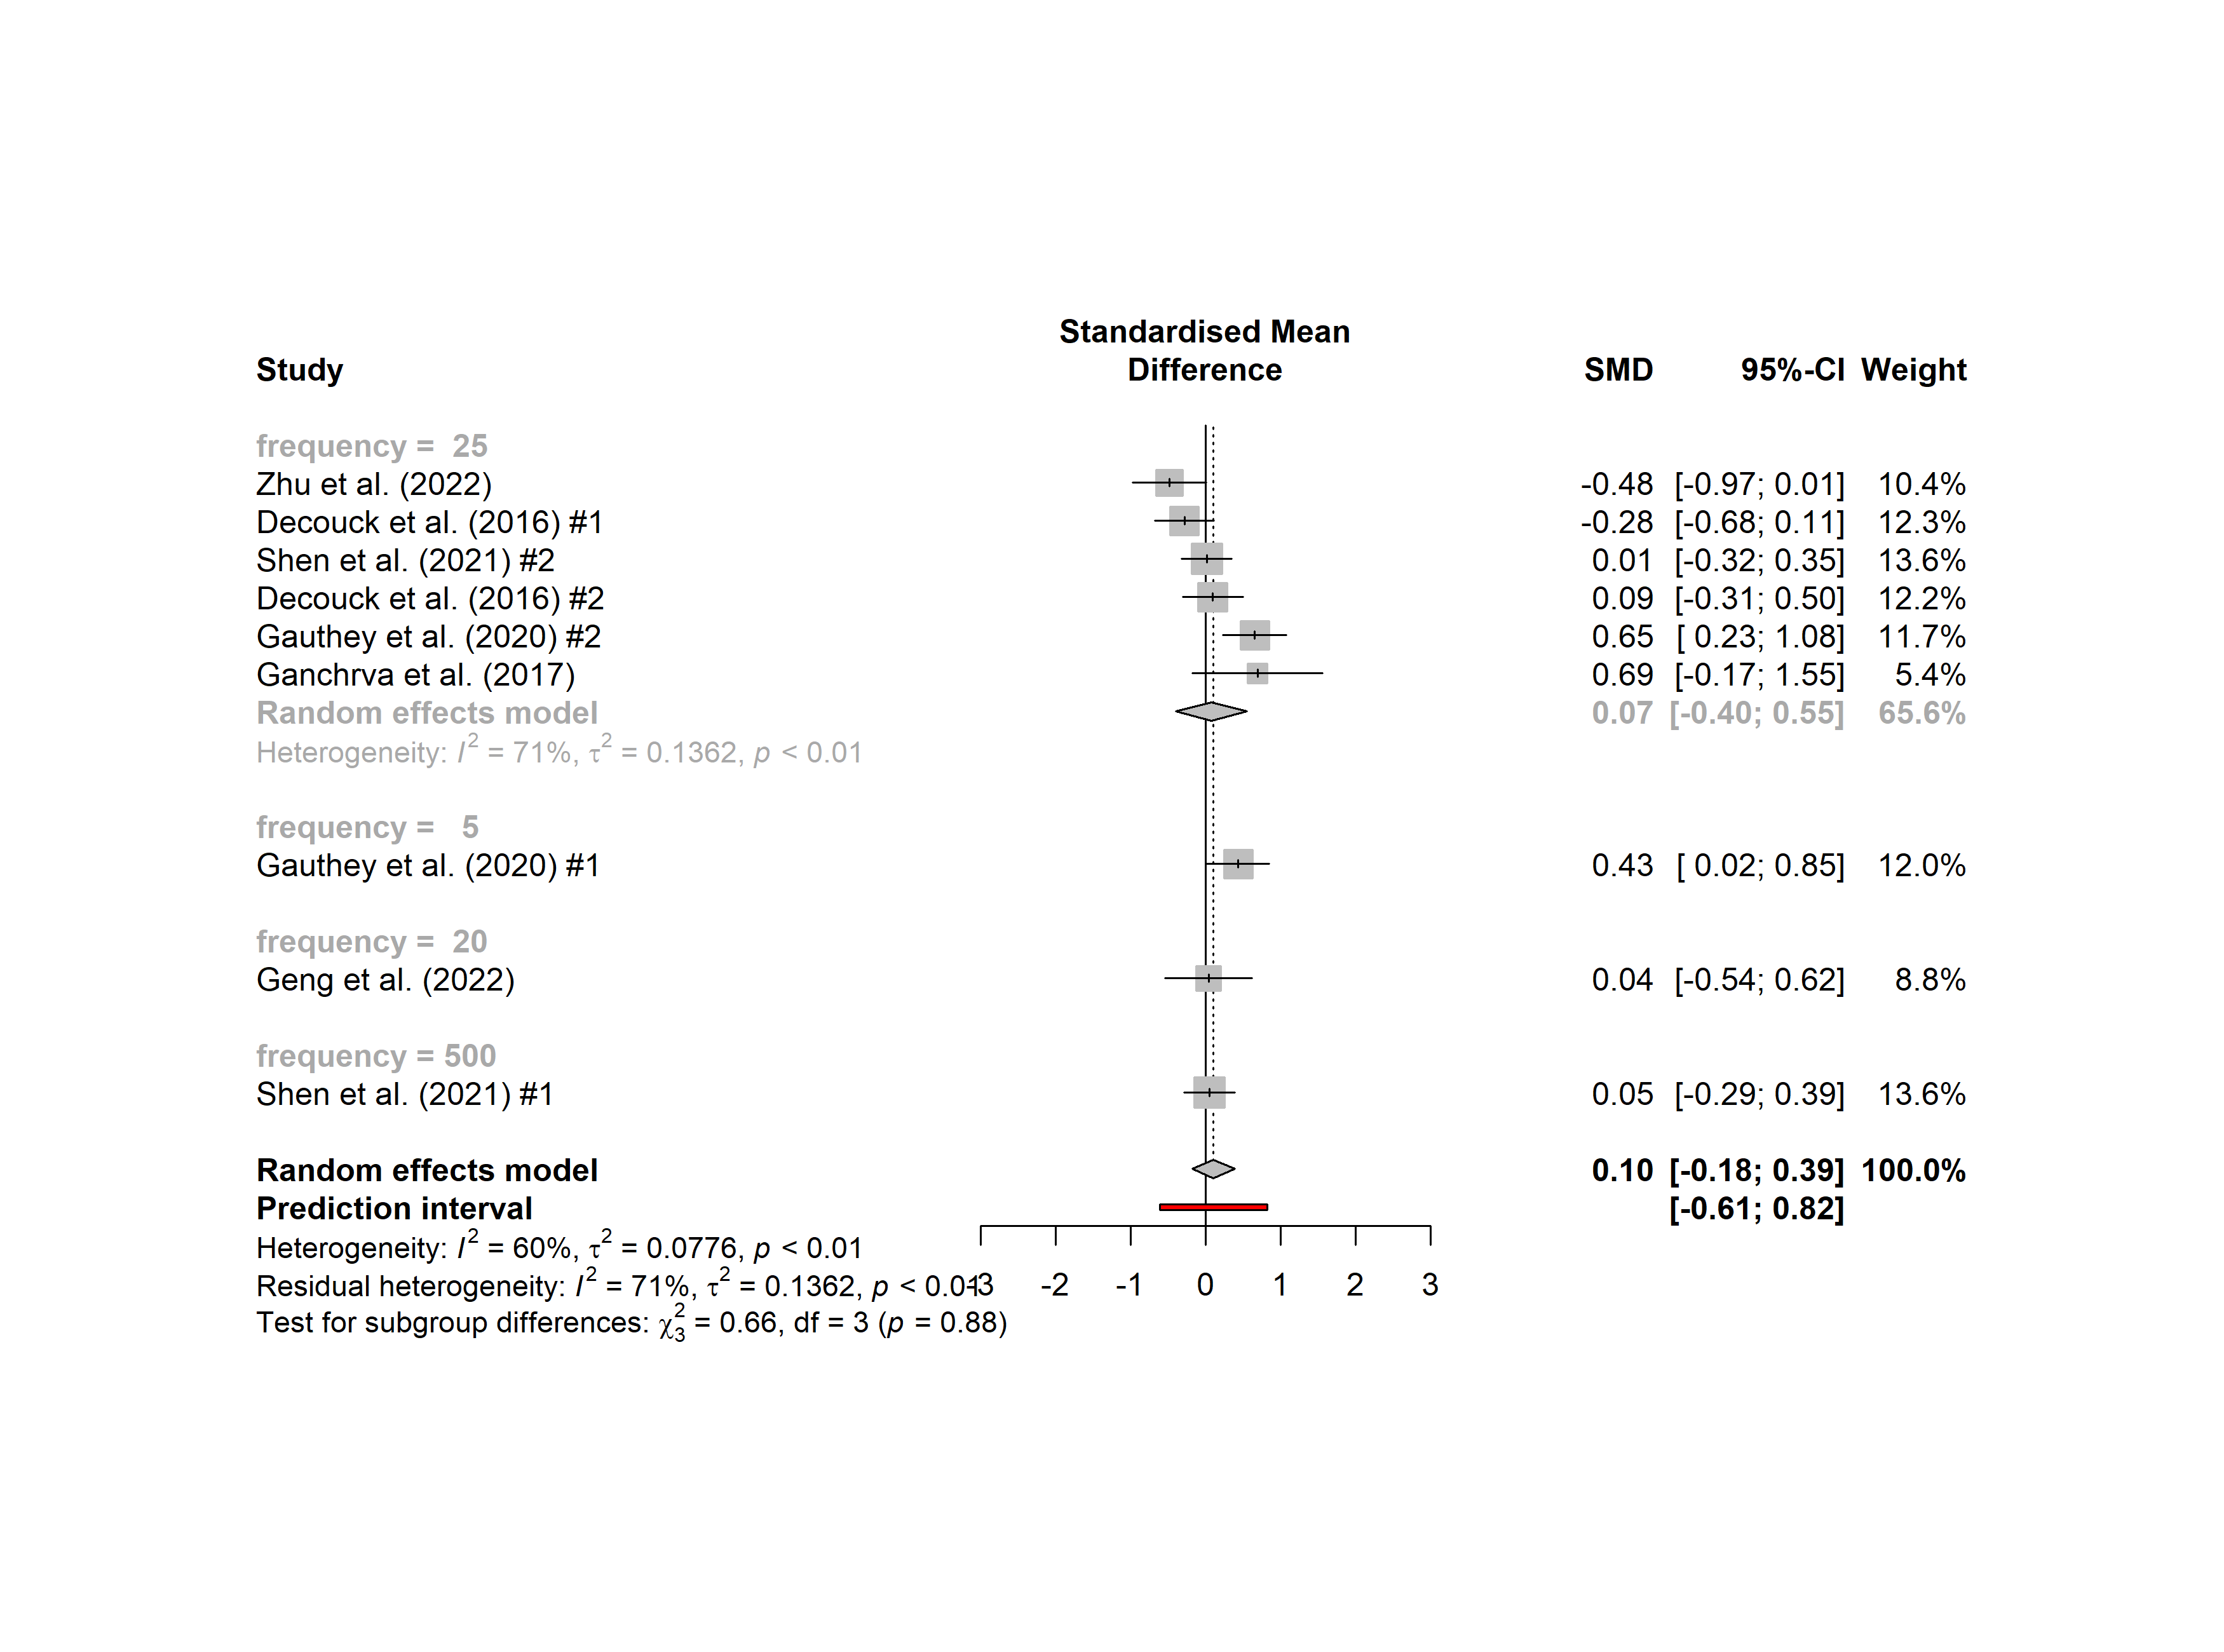 Standardised Mean
Study Difference SMD 95%-CI Weight
frequency = 25
Zhu et al. (2022) -0.48 [-0.97; 0.01] 10.4%
Decouck et al. (2016) #1 -0.28 [-0.68; 0.11] 12.3%
Shen et al. (2021) #2 0.01 [-0.32; 0.35] 13.6%
Decouck et al. (2016) #2 0.09 [-0.31; 0.50] 12.2%
Gauthey et al. (2020) #2 0.65 [ 0.23; 1.08] 11.7%
Ganchrva et al. (2017) 0.69 [-0.17; 1.55] 5.4%
Random effects model 0.07 [-0.40; 0.55] 65.6%
Heterogeneity: I² = 71%, τ² = 0.1362, p < 0.01
frequency = 5
Gauthey et al. (2020) #1 0.43 [ 0.02; 0.85] 12.0%
frequency = 20
Geng et al. (2022) 0.04 [-0.54; 0.62] 8.8%
frequency = 500
Shen et al. (2021) #1 0.05 [-0.29; 0.39] 13.6%
Random effects model 0.10 [-0.18; 0.39] 100.0%
Prediction interval [-0.61; 0.82]
Heterogeneity: I² = 60%, τ² = 0.0776, p < 0.01
Residual heterogeneity: I² = 71%, τ² = 0.1362, p < 0.01 -3 -2 -1 0 1 2 3
Test for subgroup differences: χ²₃ = 0.66, df = 3 (p = 0.88)